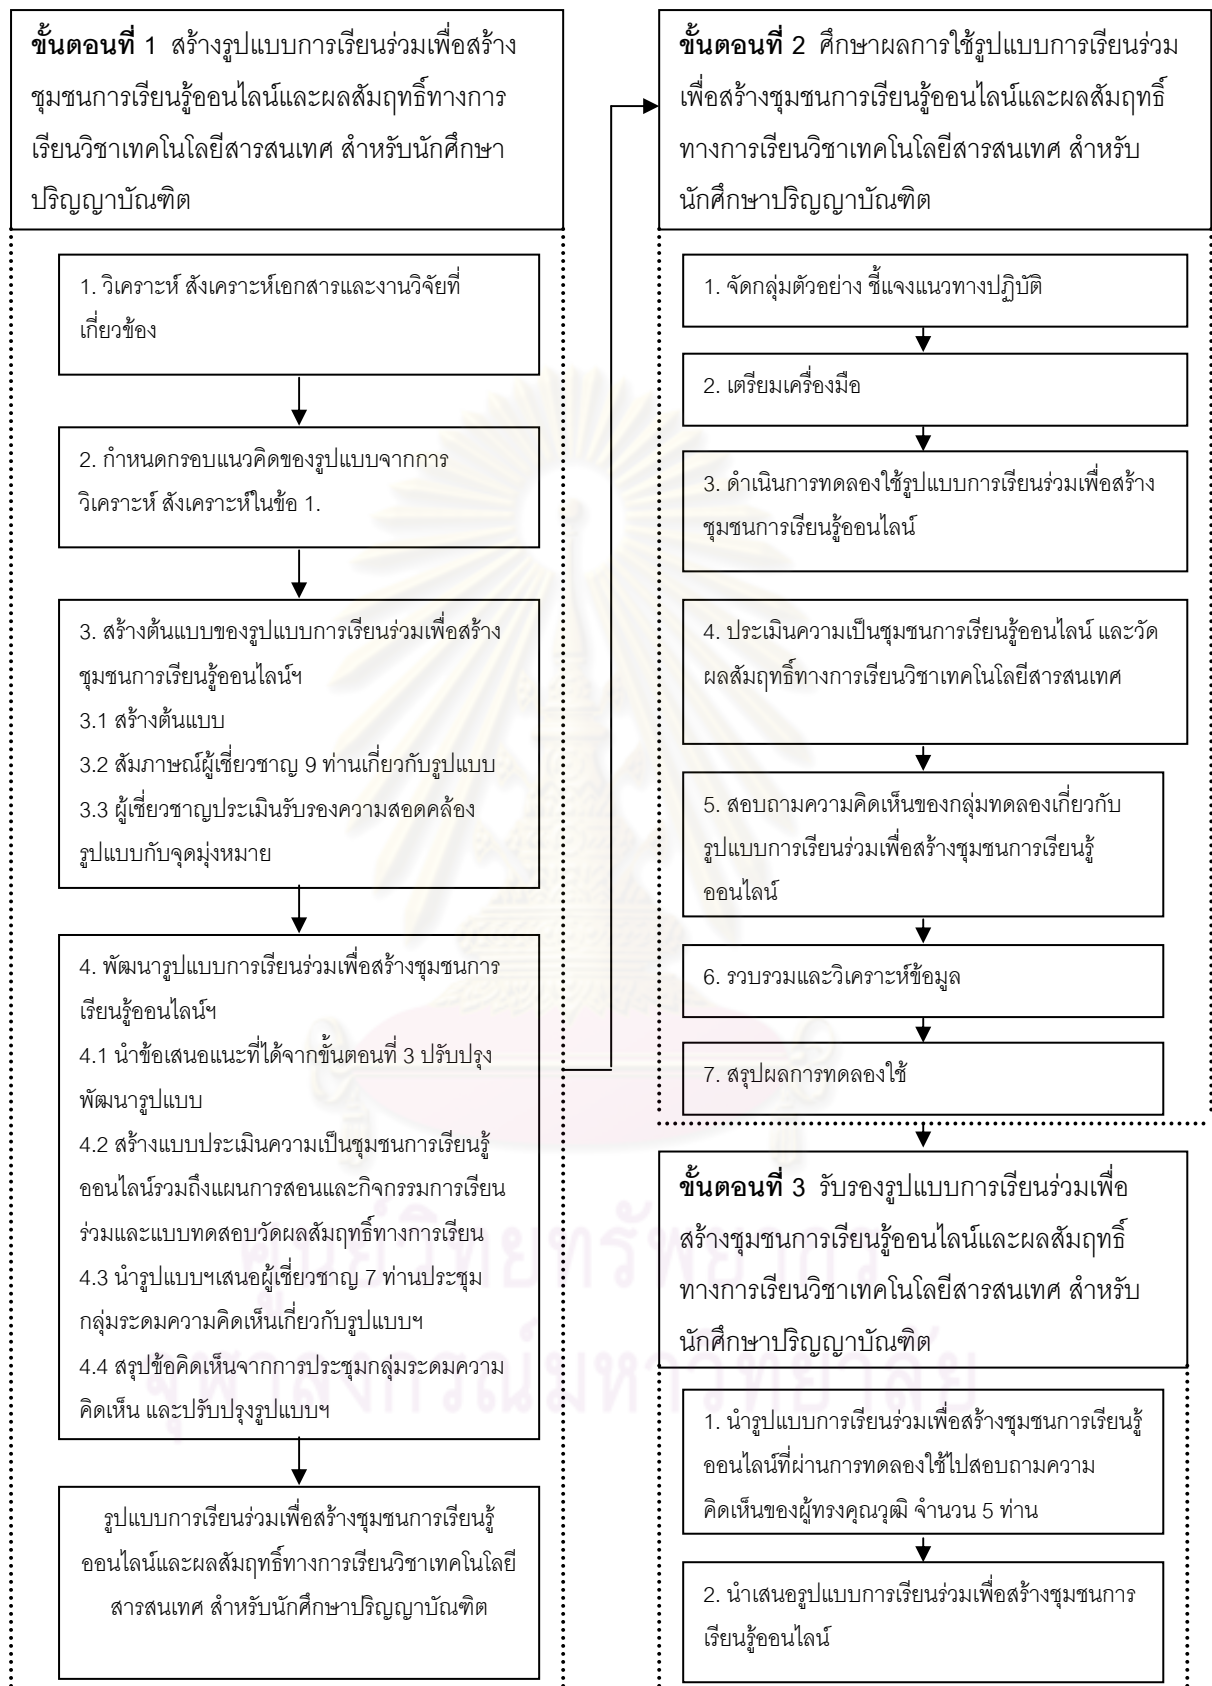 ขั้นตอนที่ 1 สร้างรูปแบบการเรียนร่วมเพื่อสร้าง
ชุมชนการเรียนรู้ออนไลน์และผลสัมฤทธิ์ทางการ
เรียนวิชาเทคโนโลยีสารสนเทศ สำหรับนักศึกษา
ปริญญาบัณฑิต
1. วิเคราะห์ สังเคราะห์เอกสารและงานวิจัยที่
เกี่ยวข้อง
2. กำหนดกรอบแนวคิดของรูปแบบจากการ
วิเคราะห์ สังเคราะห์ในข้อ 1.
3. สร้างต้นแบบของรูปแบบการเรียนร่วมเพื่อสร้าง
ชุมชนการเรียนรู้ออนไลน์ฯ
3.1 สร้างต้นแบบ
3.2 สัมภาษณ์ผู้เชี่ยวชาญ 9 ท่านเกี่ยวกับรูปแบบ
3.3 ผู้เชี่ยวชาญประเมินรับรองความสอดคล้อง
รูปแบบกับจุดมุ่งหมาย
4. พัฒนารูปแบบการเรียนร่วมเพื่อสร้างชุมชนการ
เรียนรู้ออนไลน์ฯ
4.1 นำข้อเสนอแนะที่ได้จากขั้นตอนที่ 3 ปรับปรุง
พัฒนารูปแบบ
4.2 สร้างแบบประเมินความเป็นชุมชนการเรียนรู้
ออนไลน์รวมถึงแผนการสอนและกิจกรรมการเรียน
ร่วมและแบบทดสอบวัดผลสัมฤทธิ์ทางการเรียน
4.3 นำรูปแบบฯเสนอผู้เชี่ยวชาญ 7 ท่านประชุม
กลุ่มระดมความคิดเห็นเกี่ยวกับรูปแบบฯ
4.4 สรุปข้อคิดเห็นจากการประชุมกลุ่มระดมความ
คิดเห็น และปรับปรุงรูปแบบฯ
รูปแบบการเรียนร่วมเพื่อสร้างชุมชนการเรียนรู้
ออนไลน์และผลสัมฤทธิ์ทางการเรียนวิชาเทคโนโลยี
สารสนเทศ สำหรับนักศึกษาปริญญาบัณฑิต
ขั้นตอนที่ 2 ศึกษาผลการใช้รูปแบบการเรียนร่วม
เพื่อสร้างชุมชนการเรียนรู้ออนไลน์และผลสัมฤทธิ์
ทางการเรียนวิชาเทคโนโลยีสารสนเทศ สำหรับ
นักศึกษาปริญญาบัณฑิต
1. จัดกลุ่มตัวอย่าง ชี้แจงแนวทางปฏิบัติ
2. เตรียมเครื่องมือ
3. ดำเนินการทดลองใช้รูปแบบการเรียนร่วมเพื่อสร้าง
ชุมชนการเรียนรู้ออนไลน์
4. ประเมินความเป็นชุมชนการเรียนรู้ออนไลน์ และวัด
ผลสัมฤทธิ์ทางการเรียนวิชาเทคโนโลยีสารสนเทศ
5. สอบถามความคิดเห็นของกลุ่มทดลองเกี่ยวกับ
รูปแบบการเรียนร่วมเพื่อสร้างชุมชนการเรียนรู้
ออนไลน์
6. รวบรวมและวิเคราะห์ข้อมูล
7. สรุปผลการทดลองใช้
ขั้นตอนที่ 3 รับรองรูปแบบการเรียนร่วมเพื่อ
สร้างชุมชนการเรียนรู้ออนไลน์และผลสัมฤทธิ์
ทางการเรียนวิชาเทคโนโลยีสารสนเทศ สำหรับ
นักศึกษาปริญญาบัณฑิต
1. นำรูปแบบการเรียนร่วมเพื่อสร้างชุมชนการเรียนรู้
ออนไลน์ที่ผ่านการทดลองใช้ไปสอบถามความ
คิดเห็นของผู้ทรงคุณวุฒิ จำนวน 5 ท่าน
2. นำเสนอรูปแบบการเรียนร่วมเพื่อสร้างชุมชนการ
เรียนรู้ออนไลน์
ศูนย์วิทยทรัพยากร
จุฬาลงกรณ์มหาวิทยาลัย